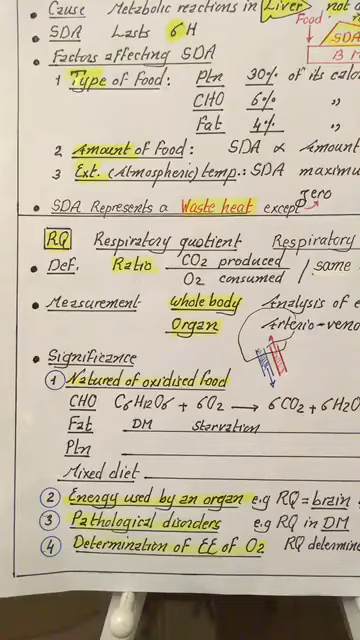 Cause Metabolic reactions in Liver not
SDA Lasts 6 H
Food
SDA
B M
Factors affecting SDA
1 Type of food: Ptn 30% of its calo
CHO 6% ,,
Fat 4% ,,
2 Amount of food: SDA ∝ Amount
3 Ext. (Atmospheric) temp.: SDA maximu
SDA Represents a Waste heat except zero
RQ Respiratory quotient Respiratory
Def. Ratio CO2 produced / same
O2 consumed
Measurement whole body Analysis of e
Organ Arterio-veno
Significance
1 Natured of oxidised food
CHO C6H12O6 + 6O2 → 6CO2 + 6H2O
Fat DM starvation
Ptn
Mixed diet
2 Energy used by an organ e.g RQ = brain
3 Pathological disorders e.g RQ in DM
4 Determination of EE of O2 RQ determine